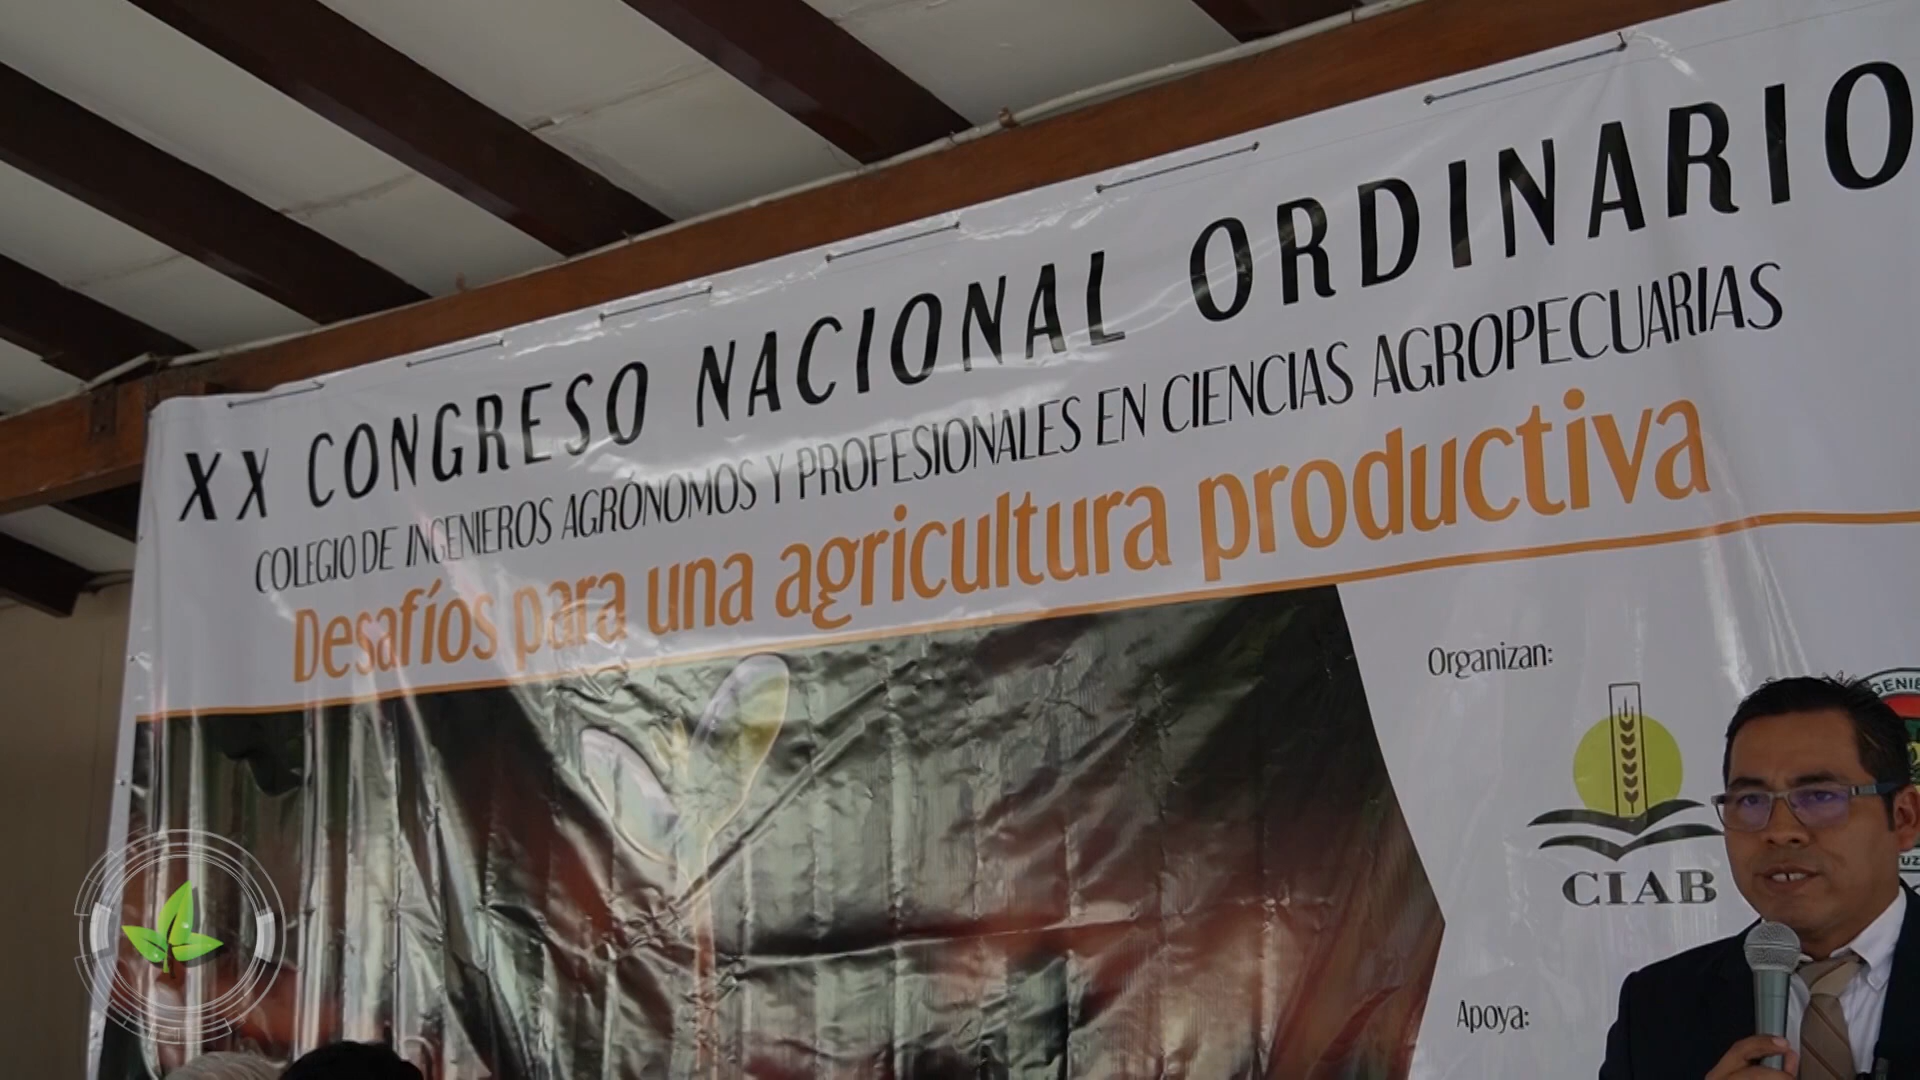 XX CONGRESO NACIONAL ORDINARIO
COLEGIO DE INGENIEROS AGRÓNOMOS Y PROFESIONALES EN CIENCIAS AGROPECUARIAS
Desafíos para una agricultura productiva
Organizan:
CIAB
Apoya: